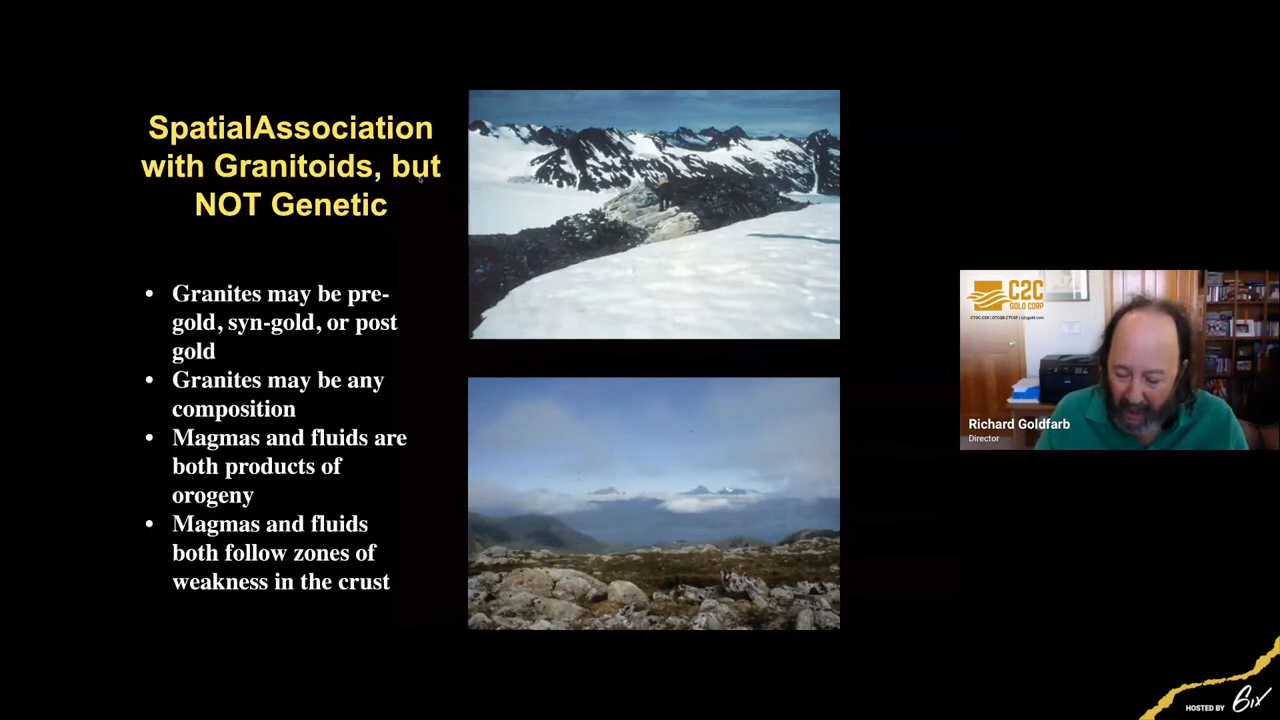 SpatialAssociation
with Granitoids, but
NOT Genetic
• Granites may be pre-
gold, syn-gold, or post
gold
• Granites may be any
composition
• Magmas and fluids are
both products of
orogeny
• Magmas and fluids
both follow zones of
weakness in the crust
C2C
GOLD CORP
Richard Goldfarb
Director
HOSTED BY 6ix